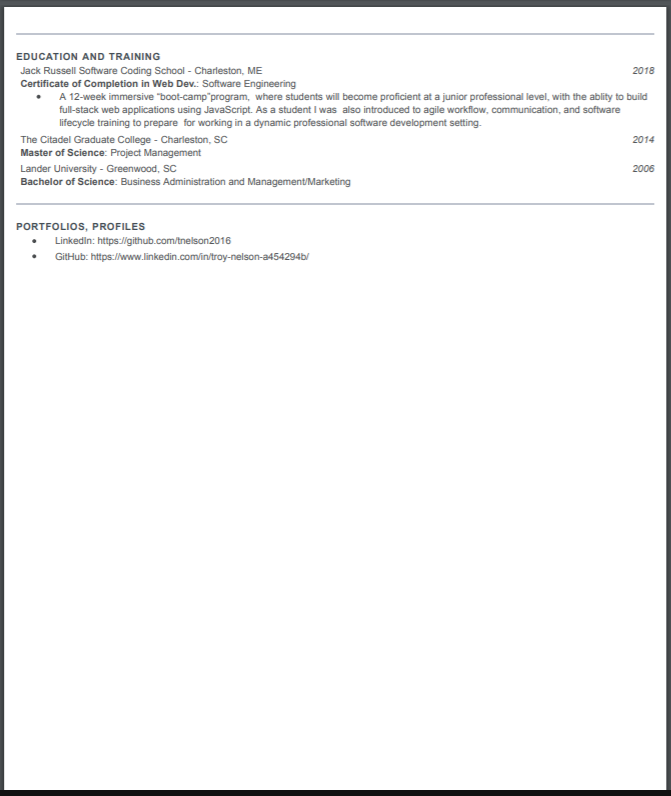 EDUCATION AND TRAINING
Jack Russell Software Coding School - Charleston, ME 2018
Certificate of Completion in Web Dev.: Software Engineering
• A 12-week immersive “boot-camp”program, where students will become proficient at a junior professional level, with the ablity to build
full-stack web applications using JavaScript. As a student I was also introduced to agile workflow, communication, and software
lifecycle training to prepare for working in a dynamic professional software development setting.
The Citadel Graduate College - Charleston, SC 2014
Master of Science: Project Management
Lander University - Greenwood, SC 2006
Bachelor of Science: Business Administration and Management/Marketing
PORTFOLIOS, PROFILES
• LinkedIn: https://github.com/tnelson2016
• GitHub: https://www.linkedin.com/in/troy-nelson-a454294b/